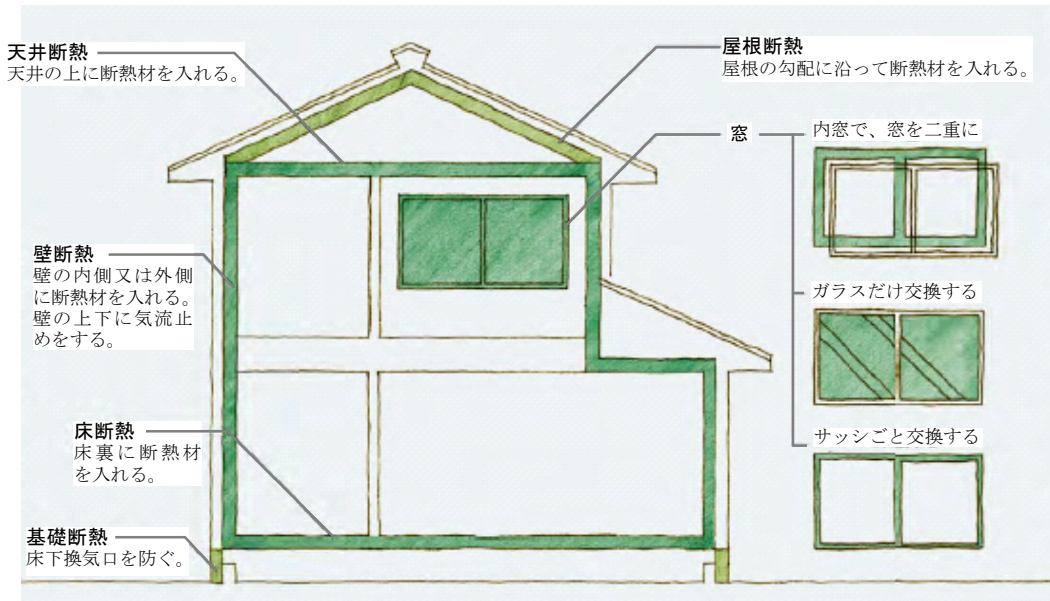 天井断熱
天井の上に断熱材を入れる。
屋根断熱
屋根の勾配に沿って断熱材を入れる。
窓
内窓で、窓を二重に
壁断熱
壁の内側又は外側
に断熱材を入れる。
壁の上下に気流止
めをする。
ガラスだけ交換する
床断熱
床裏に断熱材
を入れる。
サッシごと交換する
基礎断熱
床下換気口を防ぐ。